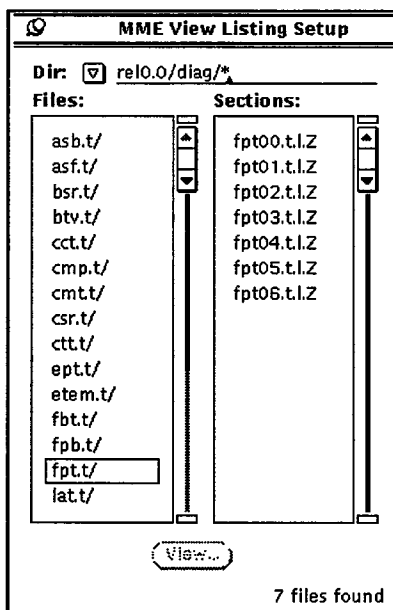 MME View Listing Setup
Dir: rel0.0/diag/*
Files:
asb.t/
asf.t/
bsr.t/
btv.t/
cct.t/
cmp.t/
cmt.t/
csr.t/
ctt.t/
ept.t/
etem.t/
fbt.t/
fpb.t/
fpt.t/
lat.t/
Sections:
fpt00.t.l.Z
fpt01.t.l.Z
fpt02.t.l.Z
fpt03.t.l.Z
fpt04.t.l.Z
fpt05.t.l.Z
fpt06.t.l.Z
View...
7 files found